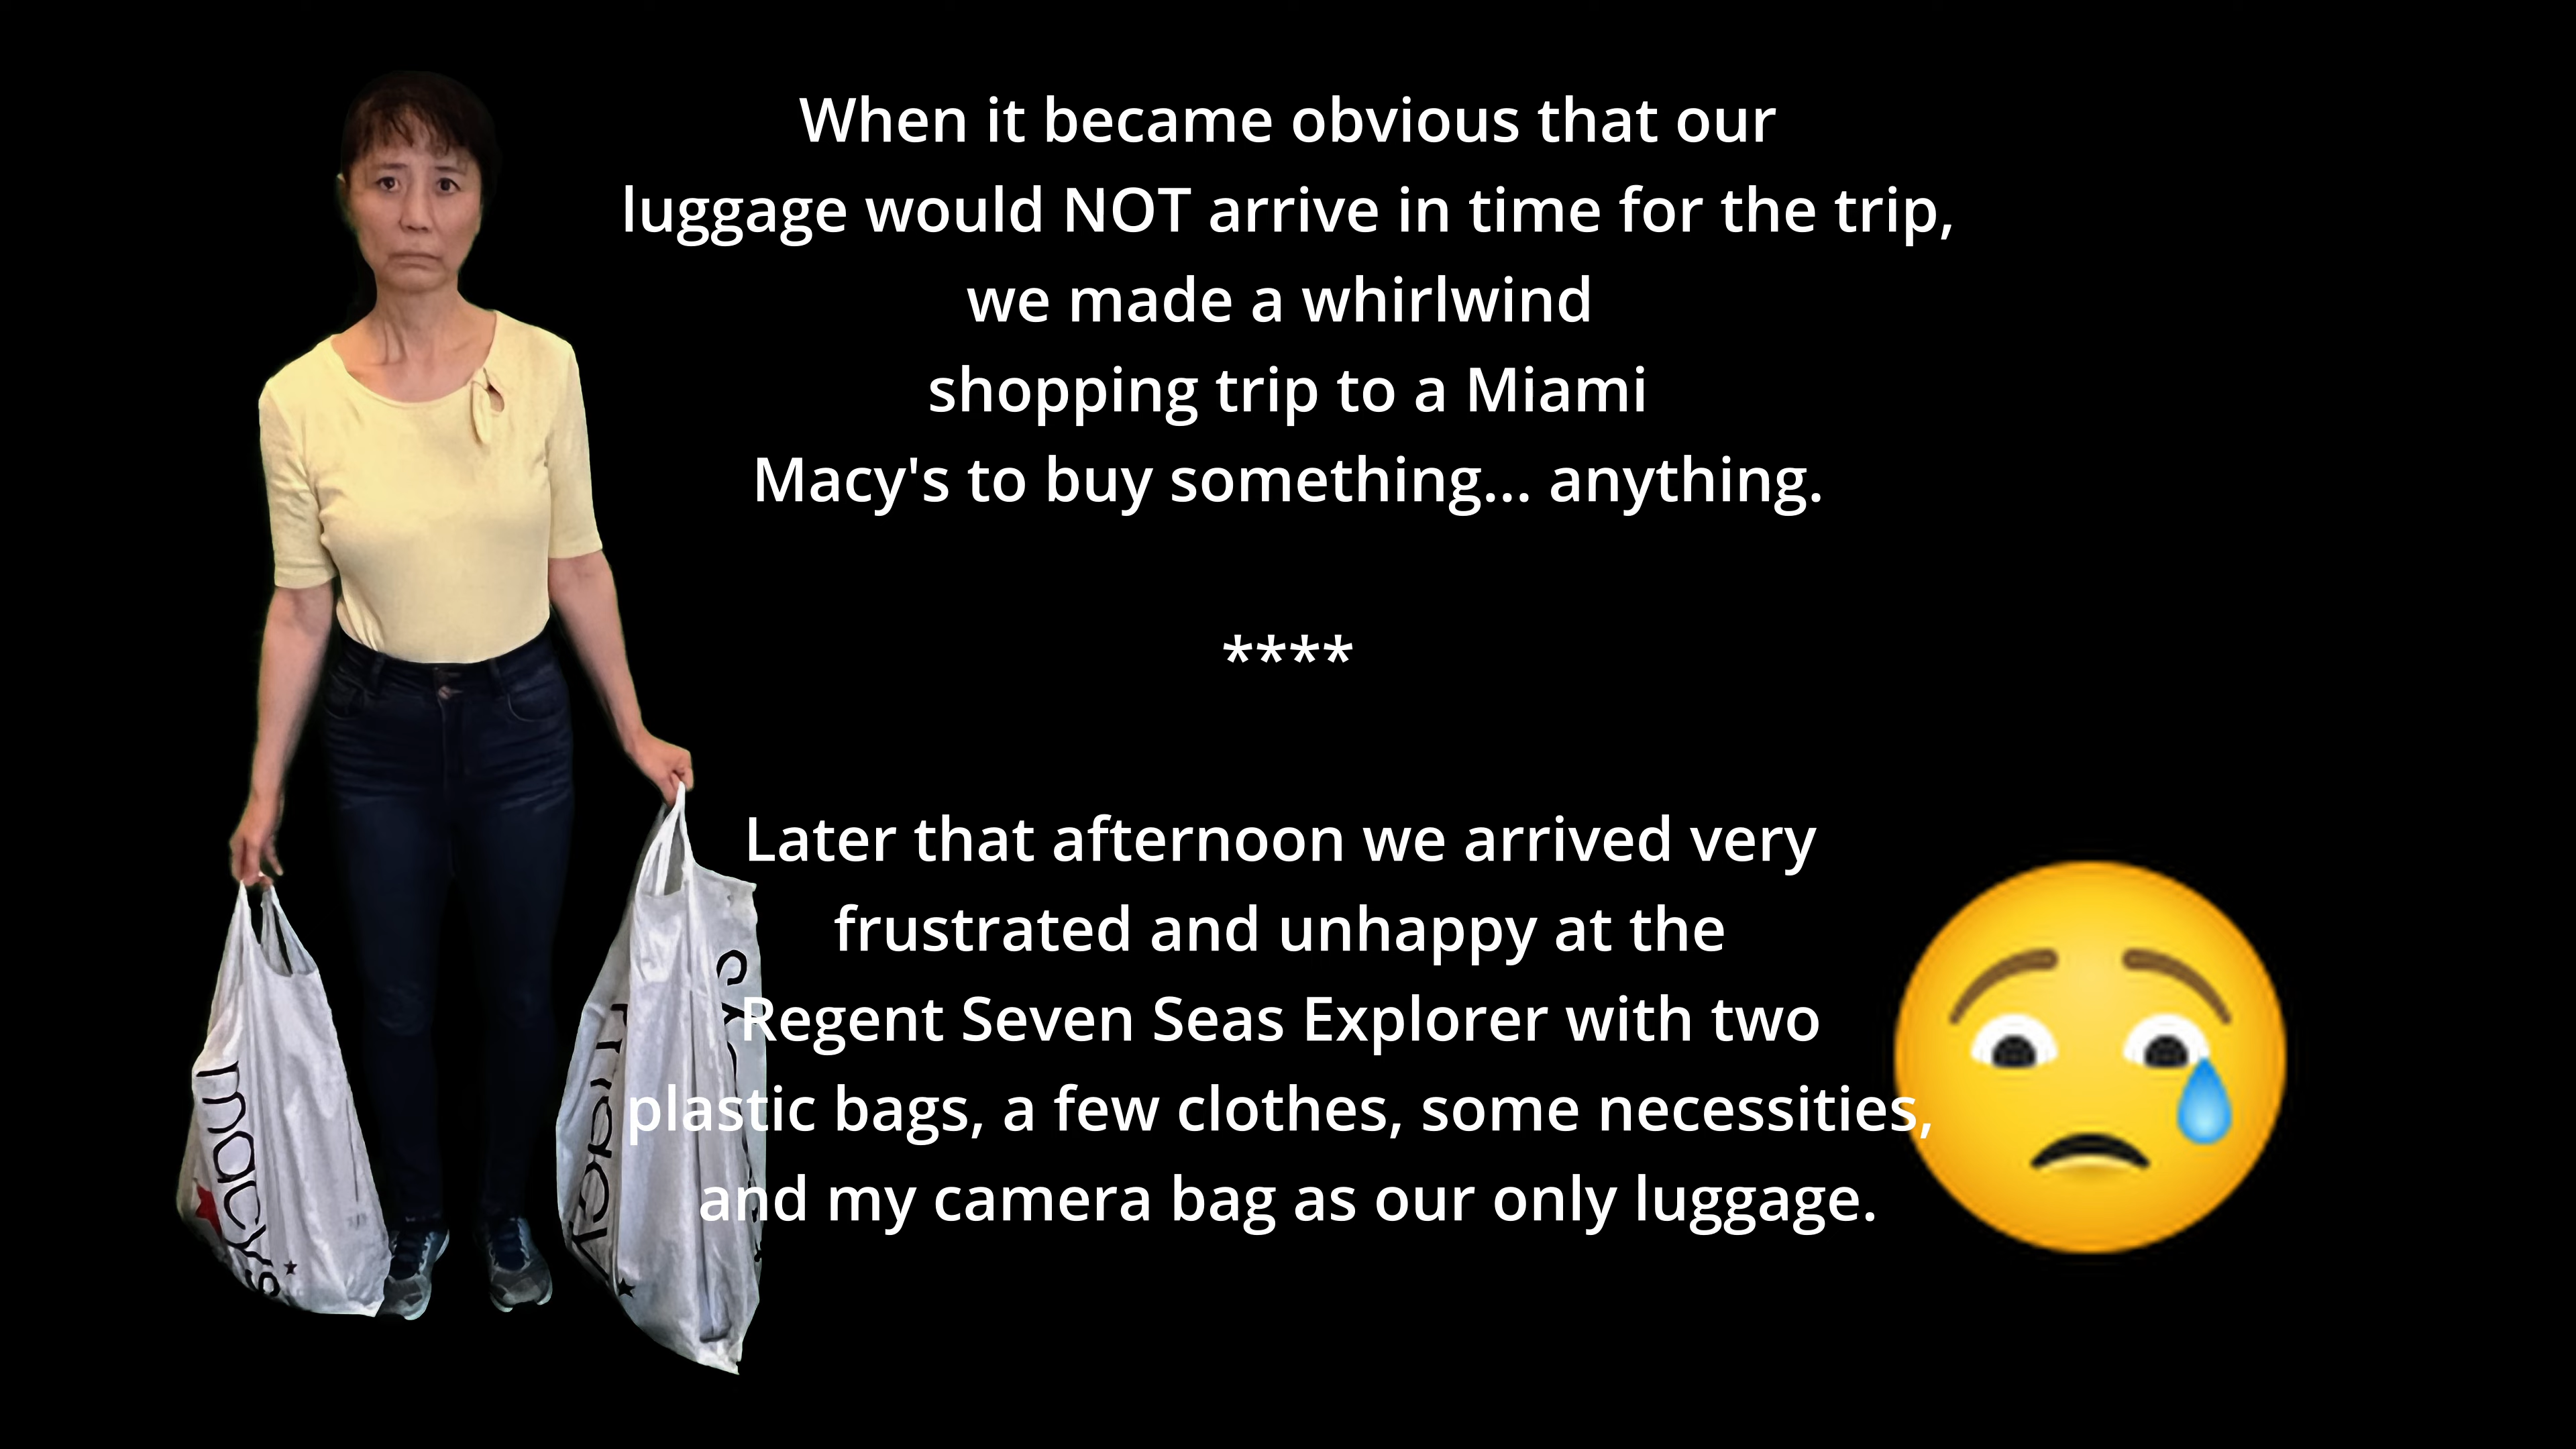 When it became obvious that our
luggage would NOT arrive in time for the trip,
we made a whirlwind
shopping trip to a Miami
Macy's to buy something... anything.
****
Later that afternoon we arrived very
frustrated and unhappy at the
Regent Seven Seas Explorer with two
plastic bags, a few clothes, some necessities,
and my camera bag as our only luggage.
macys
macy